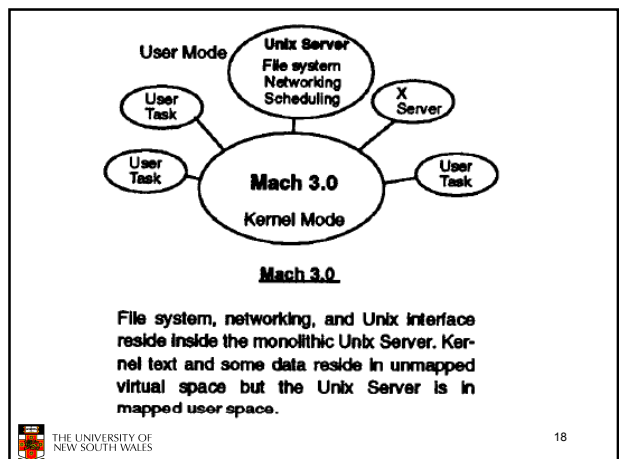 User Mode
Unix Server
File system
Networking
Scheduling
User
Task
X
Server
User
Task
Mach 3.0
Kernel Mode
User
Task
Mach 3.0
File system, networking, and Unix interface
reside inside the monolithic Unix Server. Ker-
nel text and some data reside in unmapped
virtual space but the Unix Server is in
mapped user space.
THE UNIVERSITY OF
NEW SOUTH WALES
18